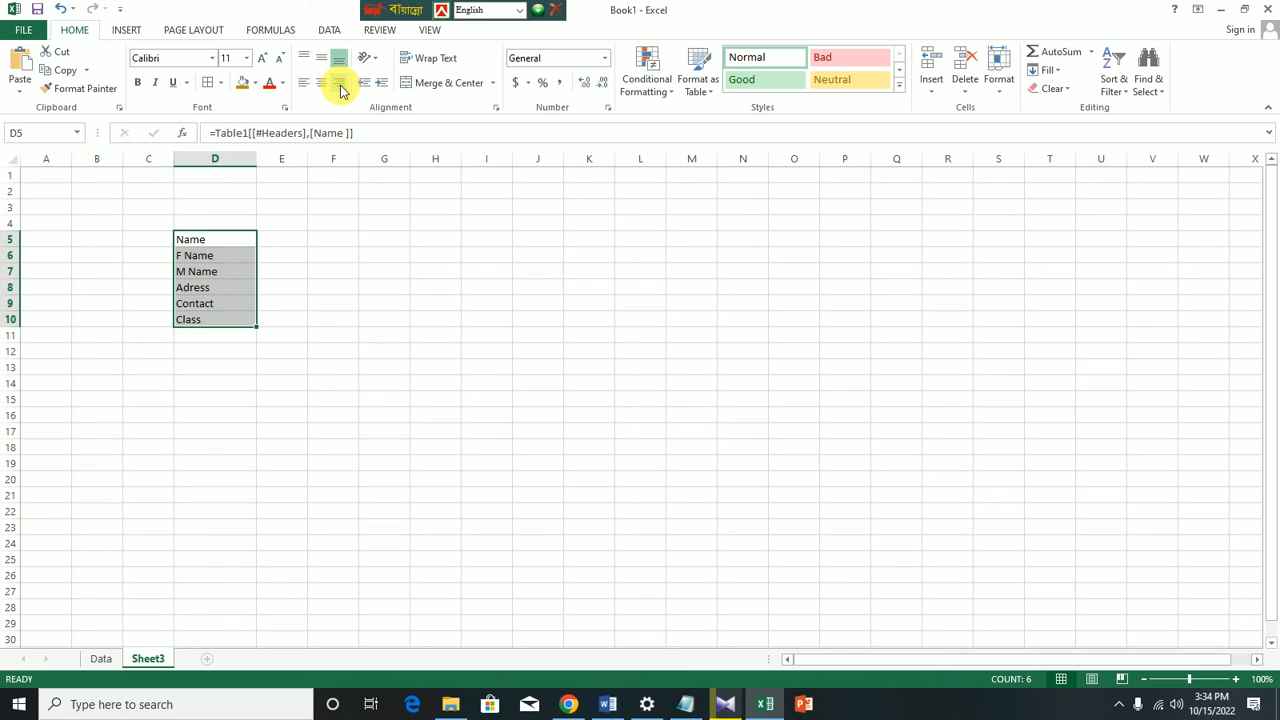 বায়ান্নো English
Book1 - Excel
FILE HOME INSERT PAGE LAYOUT FORMULAS DATA REVIEW VIEW Sign in
Paste Cut Copy Format Painter Clipboard
Calibri 11 A A B I U A Font
Wrap Text Merge & Center Alignment
General $ % , Number
Conditional Formatting Format as Table Normal Bad Good Neutral Styles
Insert Delete Format Cells
AutoSum Fill Clear Sort & Filter Find & Select Editing
D5 fx =Table1[[#Headers],[Name ]]
A B C D E F G H I J K L M N O P Q R S T U V W X
1
2
3
4
5 Name
6 F Name
7 M Name
8 Adress
9 Contact
10 Class
11
12
13
14
15
16
17
18
19
20
21
22
23
24
25
26
27
28
29
30
Data Sheet3
READY COUNT: 6 100%
Type here to search 3:34 PM
10/15/2022